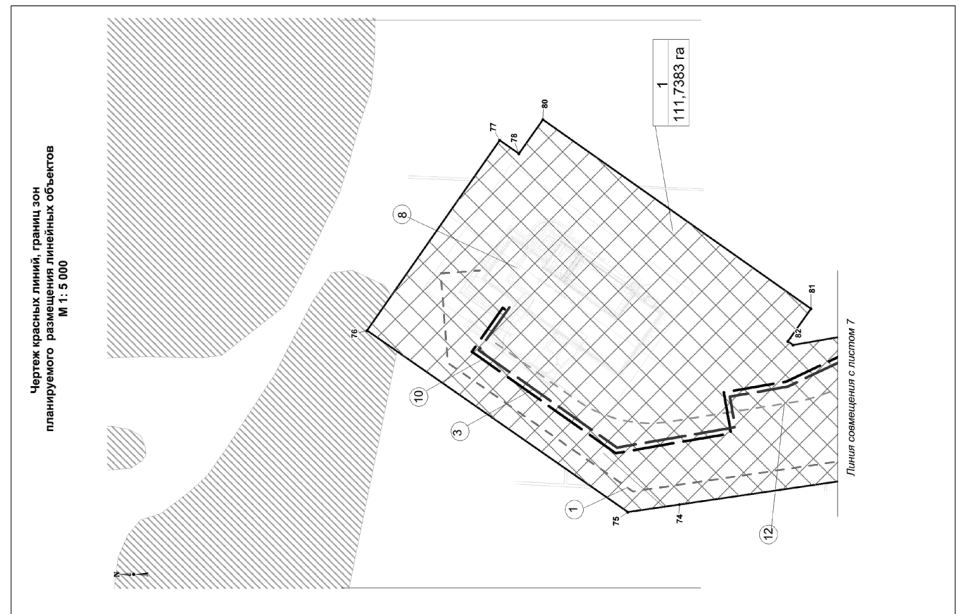 Чертеж красных линий, границ зон
планируемого размещения линейных объектов
М 1: 5 000
1
111,7383 га
80
77
78
8
76
10
3
81
82
1
75
74
12
Линия совмещения с листом 7
N